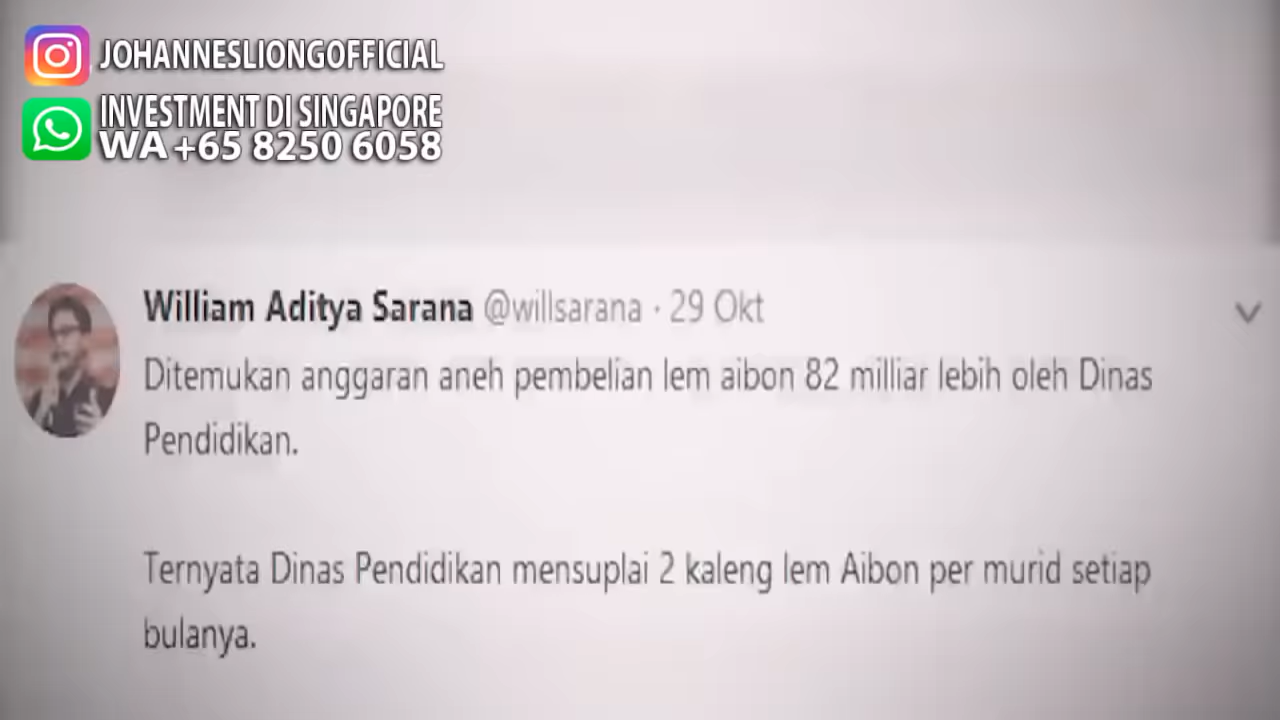 JOHANNESLIONGOFFICIAL
INVESTMENT DI SINGAPORE
WA +65 8250 6058
William Aditya Sarana @willsarana · 29 Okt
Ditemukan anggaran aneh pembelian lem aibon 82 milliar lebih oleh Dinas
Pendidikan.
Ternyata Dinas Pendidikan mensuplai 2 kaleng lem Aibon per murid setiap
bulanya.